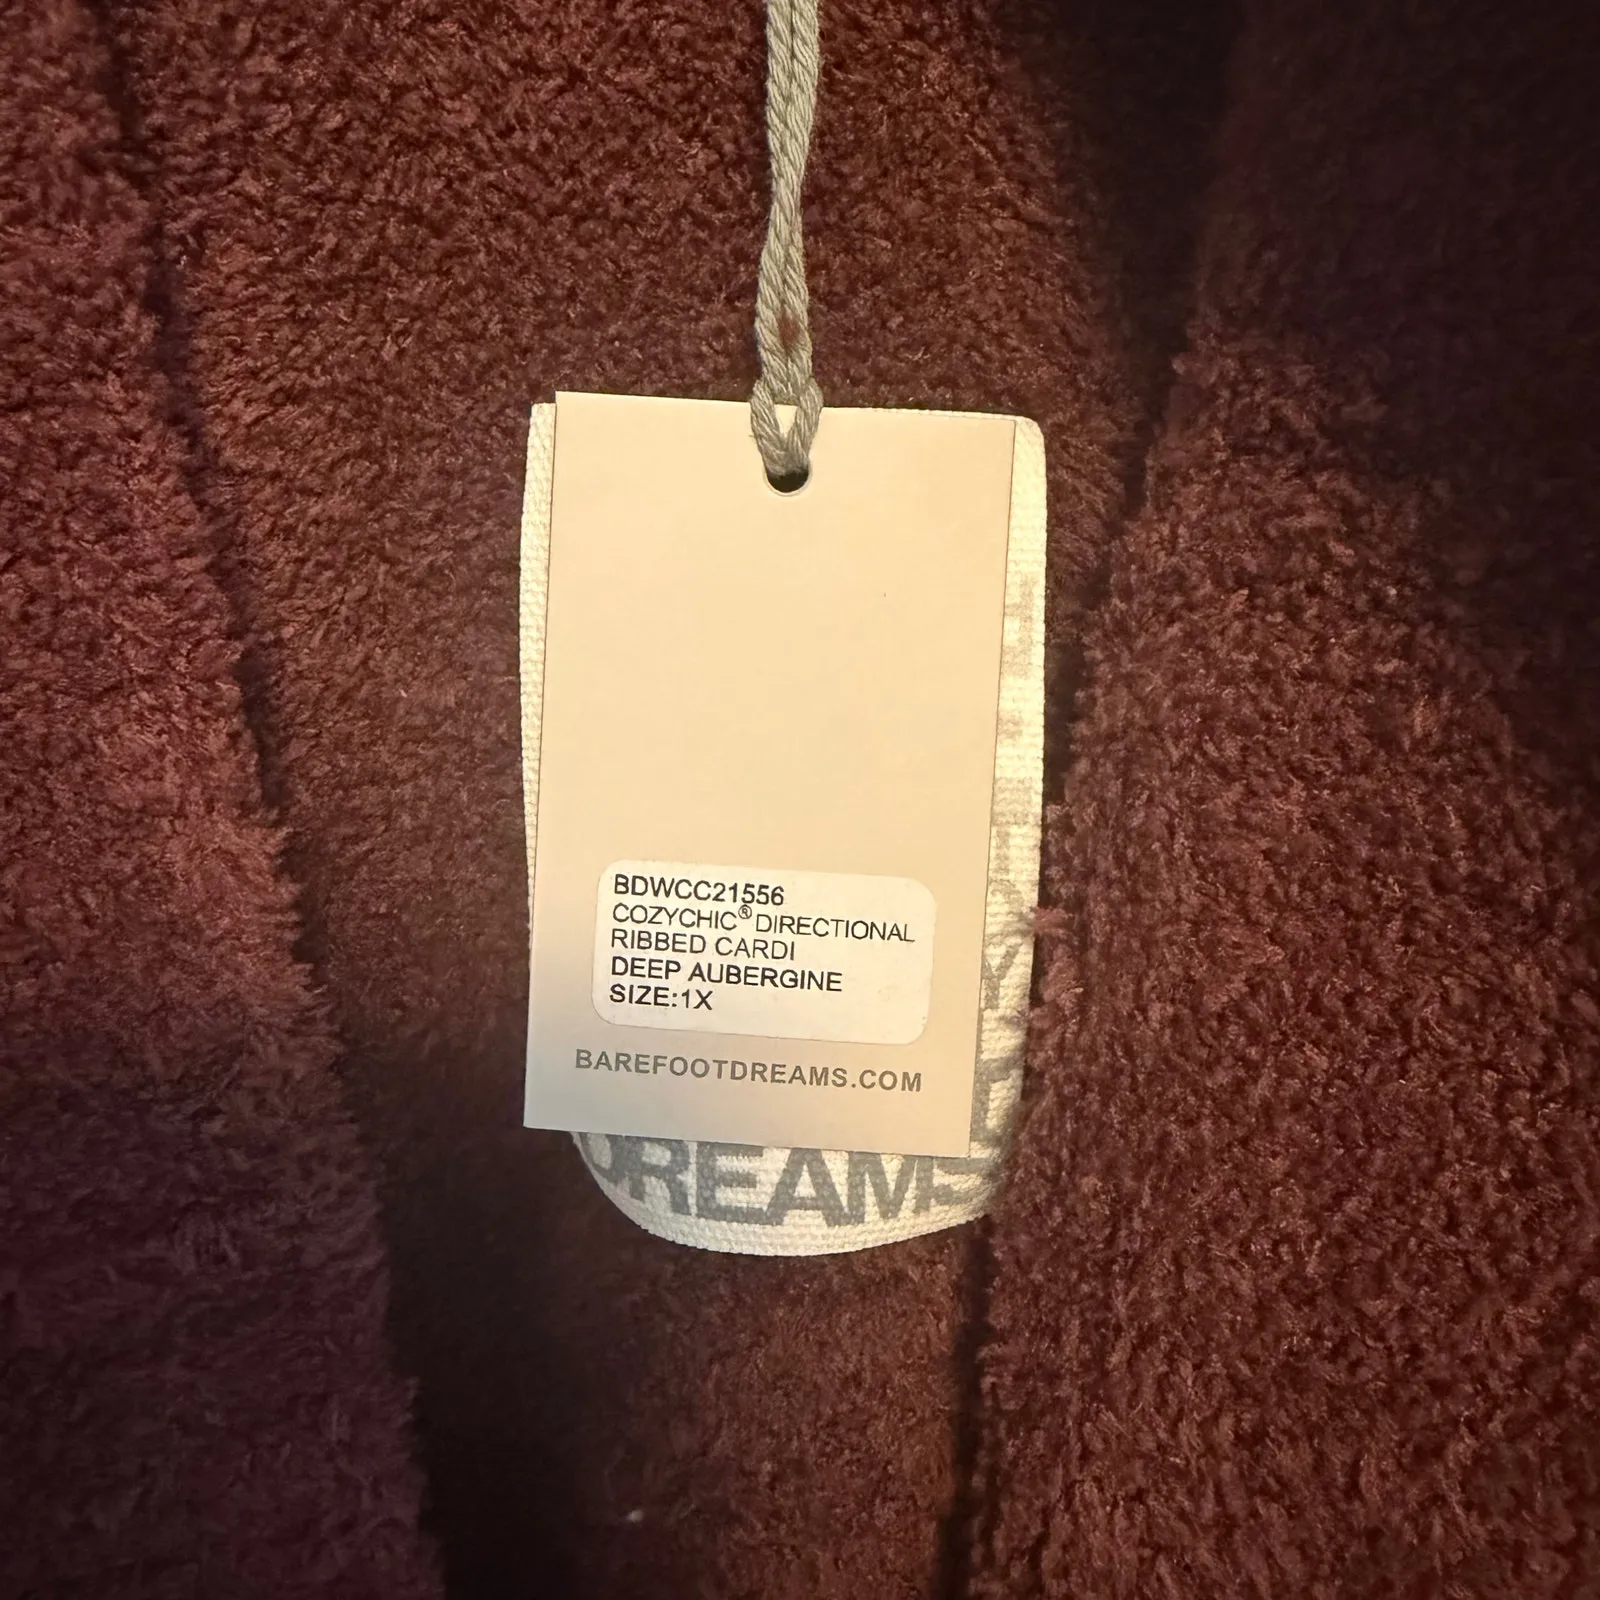 BDWCC21556
COZYCHIC® DIRECTIONAL
RIBBED CARDI
DEEP AUBERGINE
SIZE:1X
BAREFOOTDREAMS.COM
DREAMS